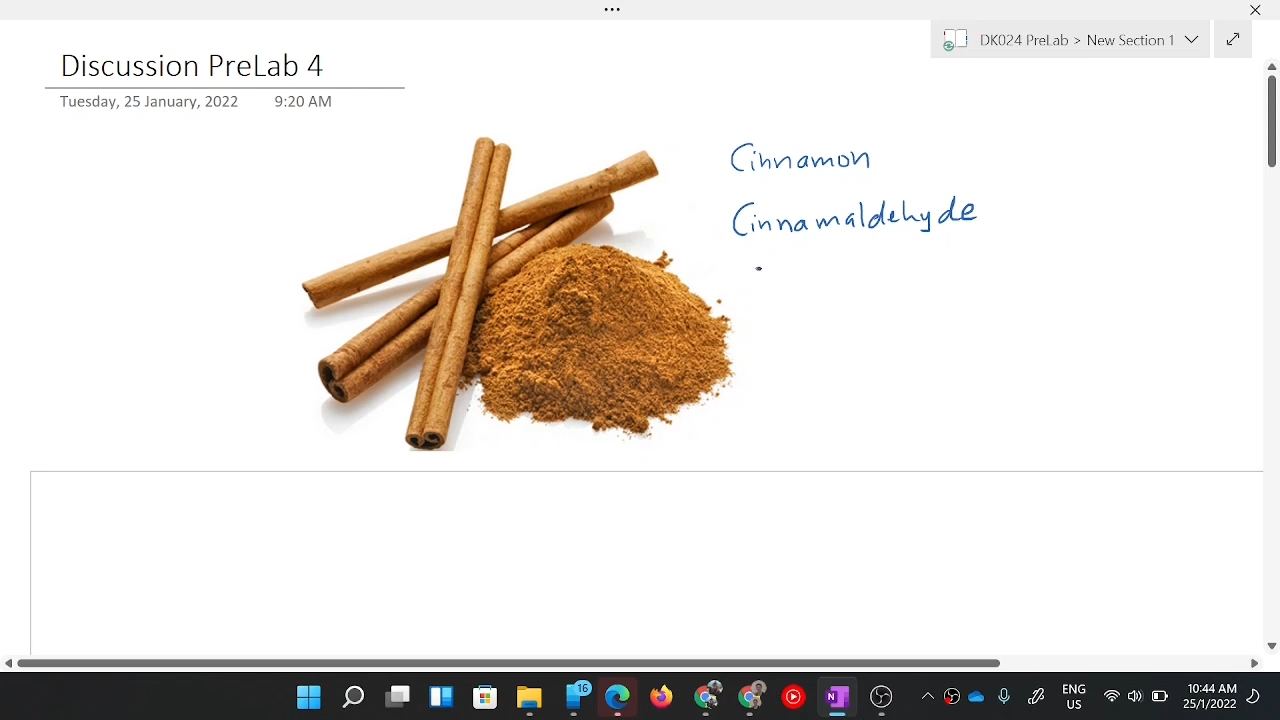 DK024 PreLab > New Section 1
Discussion PreLab 4
Tuesday, 25 January, 2022 9:20 AM
Cinnamon
Cinnamaldehyde
16
ENG
US
10:44 AM
25/1/2022